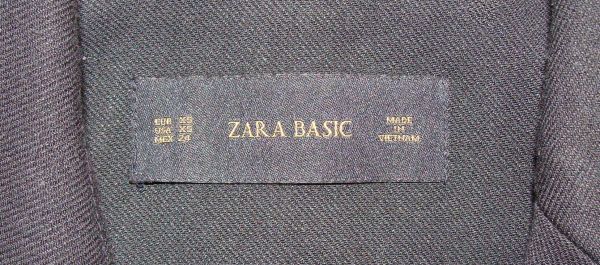 EUR XS
USA XS
MEX 24
ZARA BASIC
MADE
IN
VIETNAM